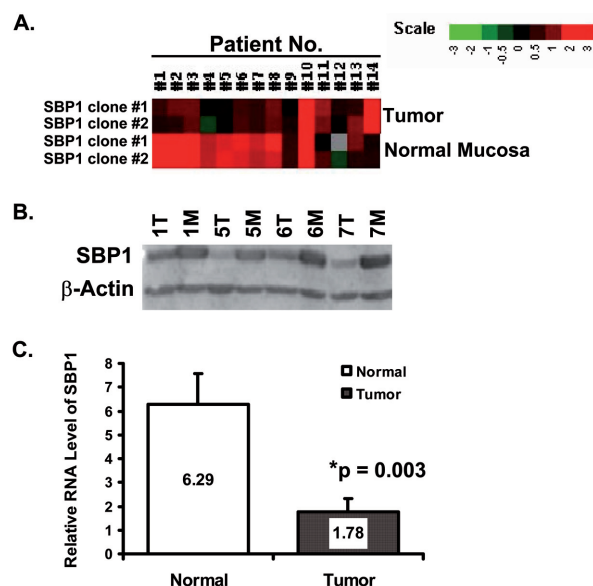 A.
Patient No.
Scale
-3 -2 -1 -0.5 0 0.5 1 2 3
#1 #2 #3 #4 #5 #6 #7 #8 #9 #10 #11 #12 #13 #14
SBP1 clone #1
SBP1 clone #2
Tumor
SBP1 clone #1
SBP1 clone #2
Normal Mucosa
B.
1T 1M 5T 5M 6T 6M 7T 7M
SBP1
β-Actin
C.
Relative RNA Level of SBP1
8
7
6
5
4
3
2
1
0
Normal
Tumor
6.29
*p = 0.003
1.78
Normal Tumor